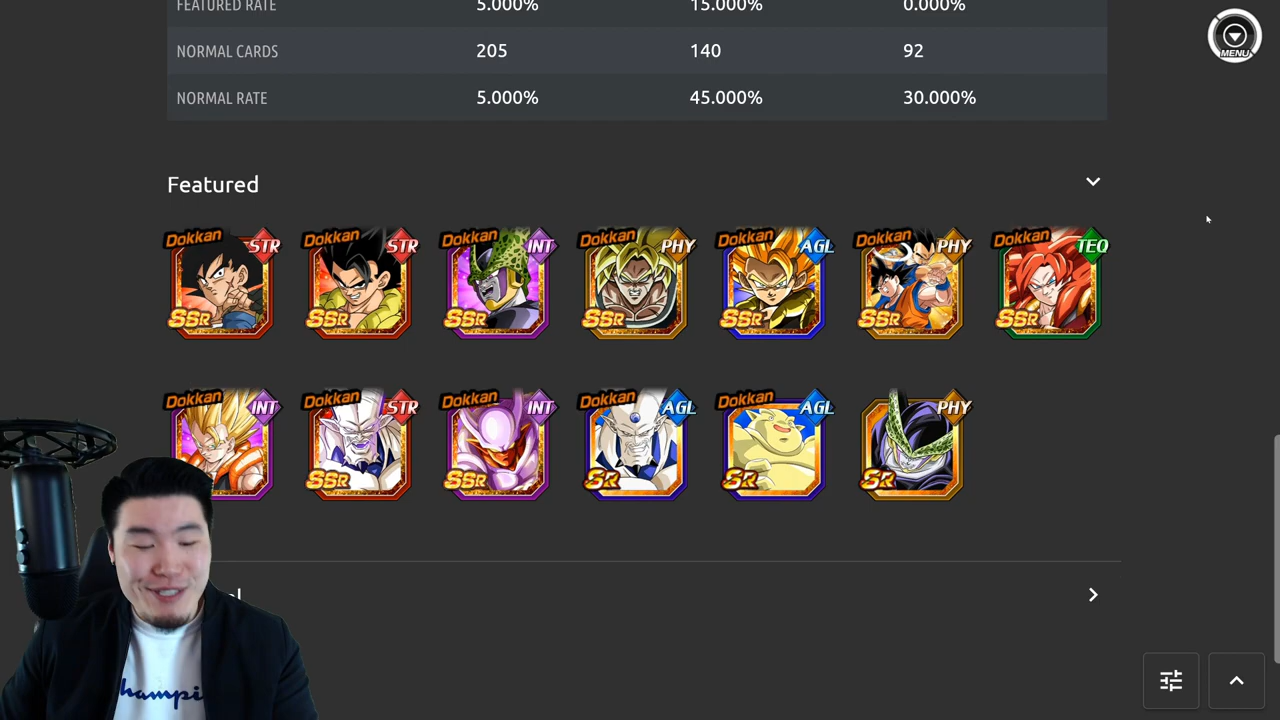 FEATURED RATE 5.000% 15.000% 0.000%
MENU
NORMAL CARDS 205 140 92
NORMAL RATE 5.000% 45.000% 30.000%
Featured
Dokkan STR SSR Dokkan STR SSR Dokkan INT SSR Dokkan PHY SSR Dokkan AGL SSR Dokkan PHY SSR Dokkan TEQ SSR
Dokkan INT Dokkan STR SSR Dokkan INT SSR Dokkan AGL SR Dokkan AGL SR PHY SR
hampi